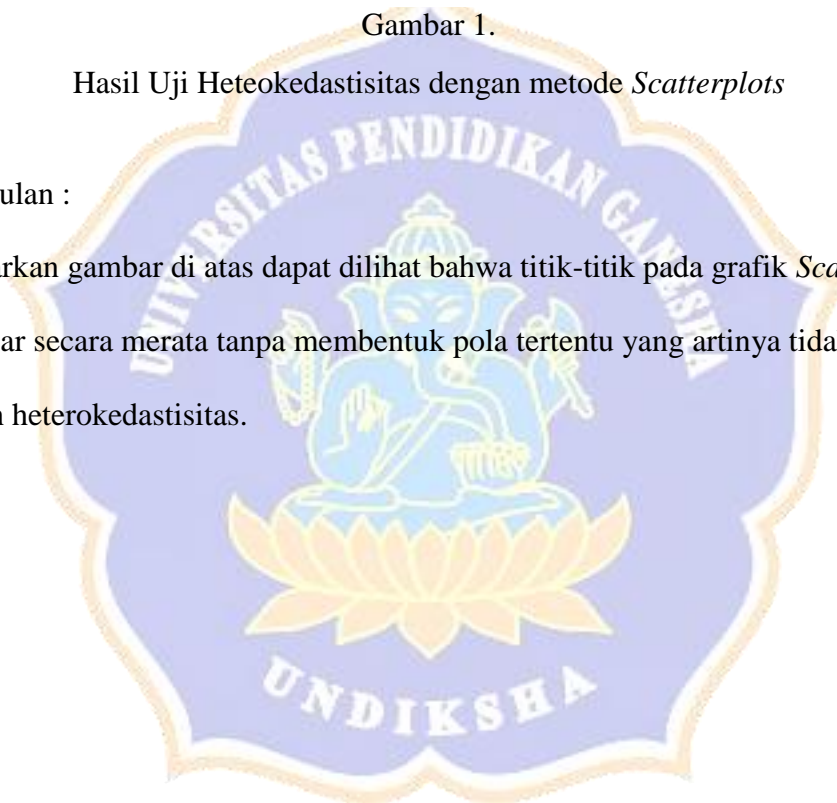 Gambar 1.
Hasil Uji Heteokedastisitas dengan metode Scatterplots
ulan :
arkan gambar di atas dapat dilihat bahwa titik-titik pada grafik Sca
ar secara merata tanpa membentuk pola tertentu yang artinya tida
n heterokedastisitas.
UNIVERSITAS PENDIDIKAN GANESHA
UNDIKSHA